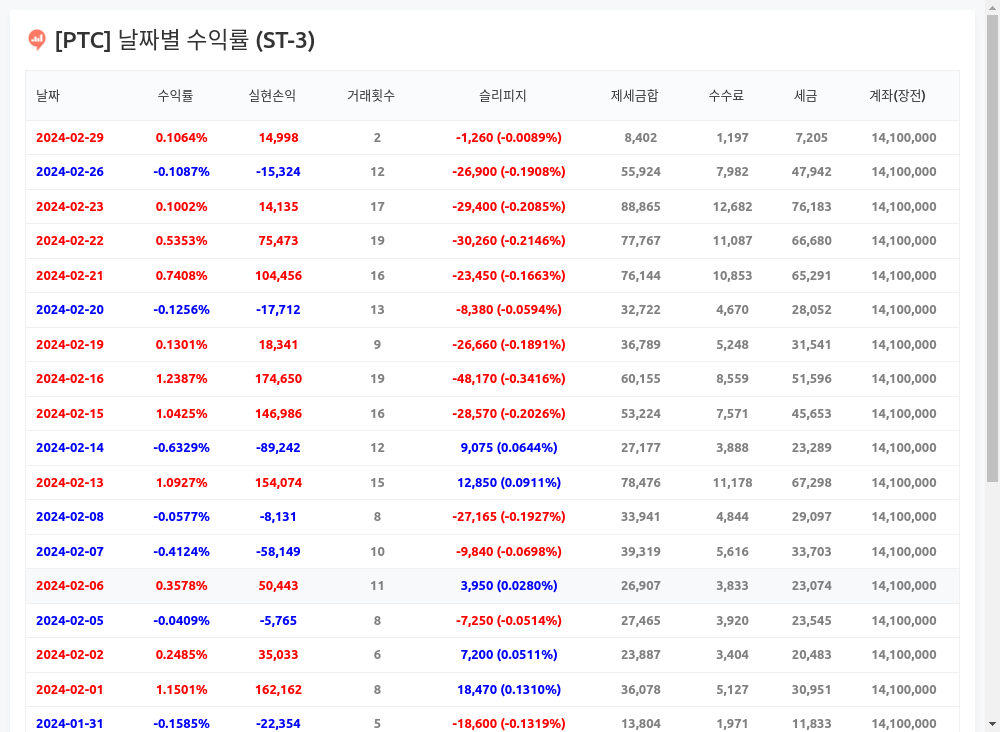 [PTC] 날짜별 수익률 (ST-3)
날짜 수익률 실현손익 거래횟수 슬리피지 제세금합 수수료 세금 계좌(장전)
2024-02-29 0.1064% 14,998 2 -1,260 (-0.0089%) 8,402 1,197 7,205 14,100,000
2024-02-26 -0.1087% -15,324 12 -26,900 (-0.1908%) 55,924 7,982 47,942 14,100,000
2024-02-23 0.1002% 14,135 17 -29,400 (-0.2085%) 88,865 12,682 76,183 14,100,000
2024-02-22 0.5353% 75,473 19 -30,260 (-0.2146%) 77,767 11,087 66,680 14,100,000
2024-02-21 0.7408% 104,456 16 -23,450 (-0.1663%) 76,144 10,853 65,291 14,100,000
2024-02-20 -0.1256% -17,712 13 -8,380 (-0.0594%) 32,722 4,670 28,052 14,100,000
2024-02-19 0.1301% 18,341 9 -26,660 (-0.1891%) 36,789 5,248 31,541 14,100,000
2024-02-16 1.2387% 174,650 19 -48,170 (-0.3416%) 60,155 8,559 51,596 14,100,000
2024-02-15 1.0425% 146,986 16 -28,570 (-0.2026%) 53,224 7,571 45,653 14,100,000
2024-02-14 -0.6329% -89,242 12 9,075 (0.0644%) 27,177 3,888 23,289 14,100,000
2024-02-13 1.0927% 154,074 15 12,850 (0.0911%) 78,476 11,178 67,298 14,100,000
2024-02-08 -0.0577% -8,131 8 -27,165 (-0.1927%) 33,941 4,844 29,097 14,100,000
2024-02-07 -0.4124% -58,149 10 -9,840 (-0.0698%) 39,319 5,616 33,703 14,100,000
2024-02-06 0.3578% 50,443 11 3,950 (0.0280%) 26,907 3,833 23,074 14,100,000
2024-02-05 -0.0409% -5,765 8 -7,250 (-0.0514%) 27,465 3,920 23,545 14,100,000
2024-02-02 0.2485% 35,033 6 7,200 (0.0511%) 23,887 3,404 20,483 14,100,000
2024-02-01 1.1501% 162,162 8 18,470 (0.1310%) 36,078 5,127 30,951 14,100,000
2024-01-31 -0.1585% -22,354 5 -18,600 (-0.1319%) 13,804 1,971 11,833 14,100,000